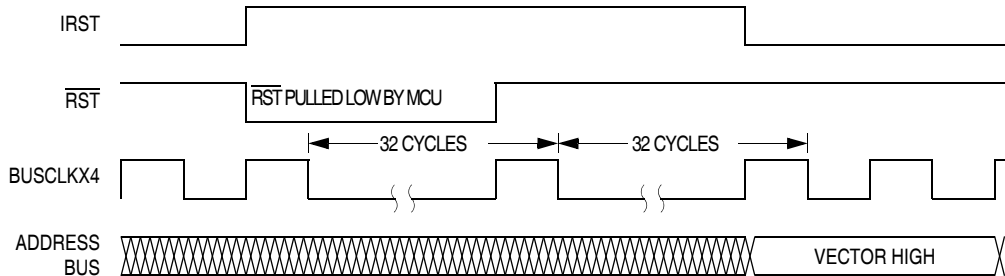 IRST
RST
RST PULLED LOW BY MCU
32 CYCLES
32 CYCLES
BUSCLKX4
ADDRESS
BUS
VECTOR HIGH